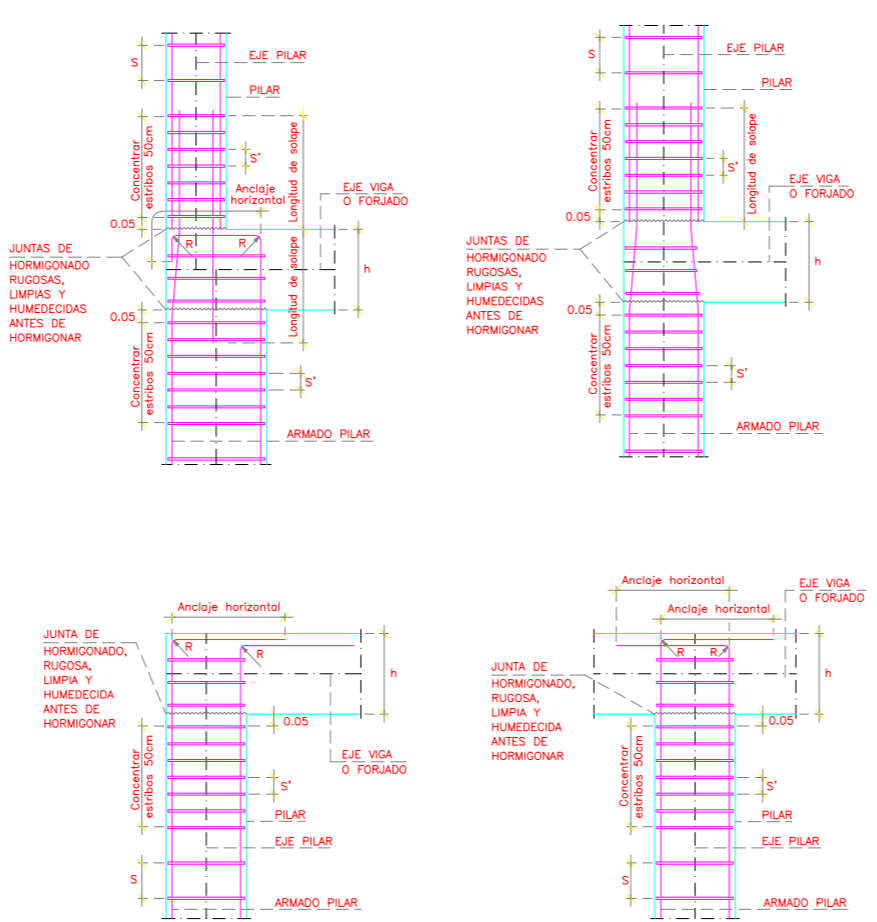 EJE PILAR
S
PILAR
Concentrar
estribos 50cm
S'
Longitud de solape
Anclaje
horizontal
EJE VIGA
O FORJADO
0.05
R
R
JUNTAS DE
HORMIGONADO
RUGOSAS,
LIMPIAS Y
HUMEDECIDAS
ANTES DE
HORMIGONAR
h
Longitud de solape
0.05
Concentrar
estribos 50cm
S'
ARMADO PILAR
EJE PILAR
S
PILAR
Concentrar
estribos 50cm
S'
Longitud de solape
EJE VIGA
O FORJADO
0.05
JUNTAS DE
HORMIGONADO
RUGOSAS,
LIMPIAS Y
HUMEDECIDAS
ANTES DE
HORMIGONAR
h
0.05
Concentrar
estribos 50cm
S'
ARMADO PILAR
Anclaje horizontal
JUNTA DE
HORMIGONADO,
RUGOSA,
LIMPIA Y
HUMEDECIDA
ANTES DE
HORMIGONAR
R
R
h
0.05
EJE VIGA
O FORJADO
Concentrar
estribos 50cm
S'
PILAR
EJE PILAR
S
ARMADO PILAR
Anclaje horizontal
EJE VIGA
O FORJADO
Anclaje horizontal
R
R
JUNTA DE
HORMIGONADO,
RUGOSA,
LIMPIA Y
HUMEDECIDA
ANTES DE
HORMIGONAR
h
0.05
Concentrar
estribos 50cm
S'
PILAR
EJE PILAR
S
ARMADO PILAR